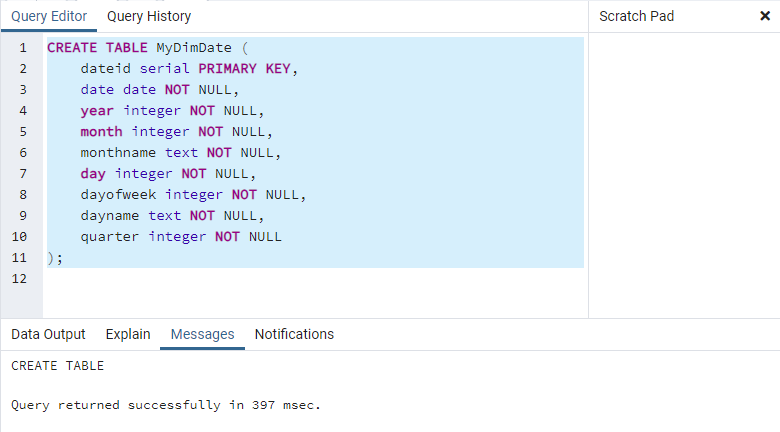 Query Editor Query History
Scratch Pad ×
1 CREATE TABLE MyDimDate (
2 dateid serial PRIMARY KEY,
3 date date NOT NULL,
4 year integer NOT NULL,
5 month integer NOT NULL,
6 monthname text NOT NULL,
7 day integer NOT NULL,
8 dayofweek integer NOT NULL,
9 dayname text NOT NULL,
10 quarter integer NOT NULL
11 );
12
Data Output Explain Messages Notifications
CREATE TABLE
Query returned successfully in 397 msec.